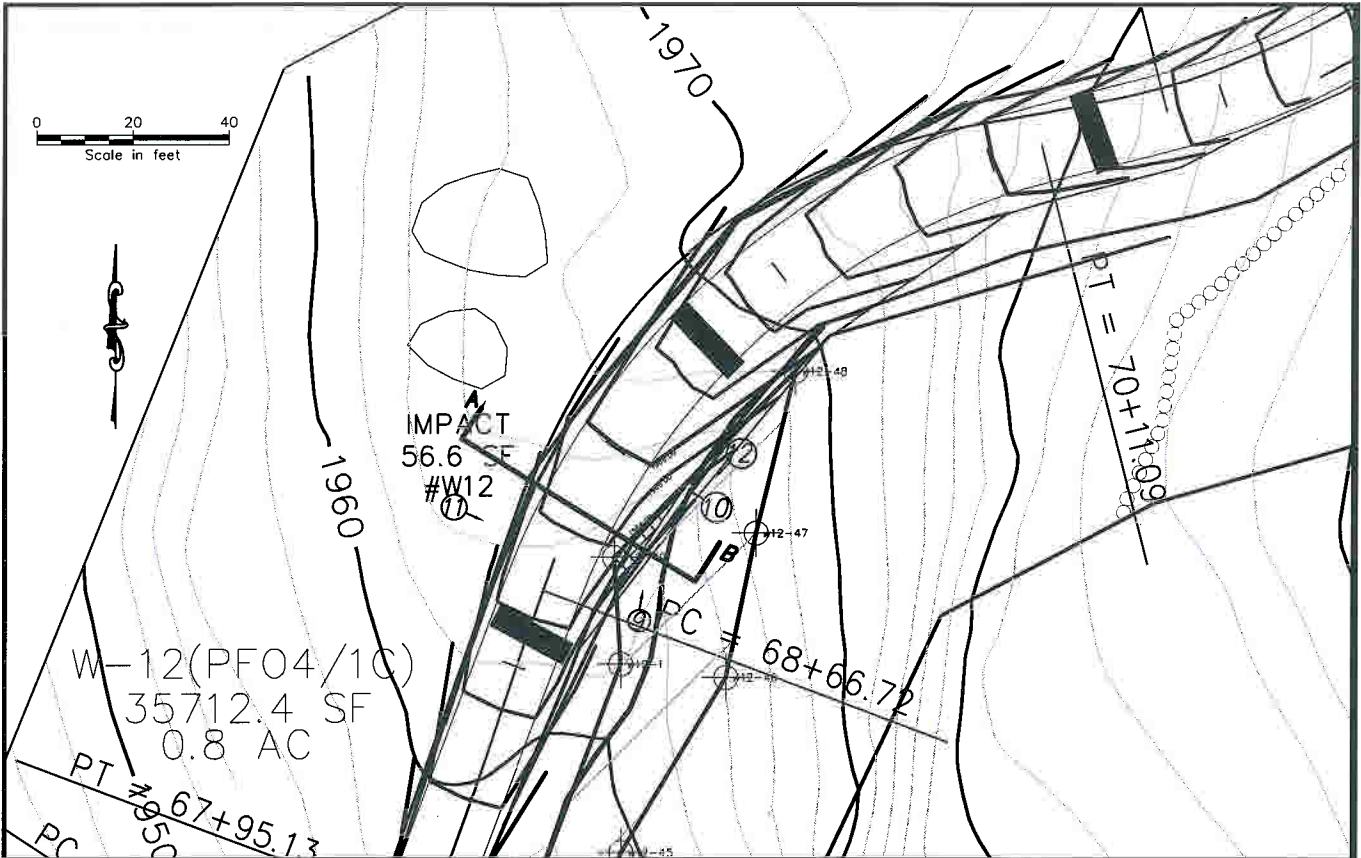 -1970
0 20 40
Scale in feet
PT = 70+11.09
12-48
A
IMPACT
56.6 SF
#W12
11
1960
12
10
12-47
B
9
PC = 68+66.72
12-1
W-12(PFO4/1C)
35712.4 SF
0.8 AC
PT = 67+95.13
1950
PC
12-45